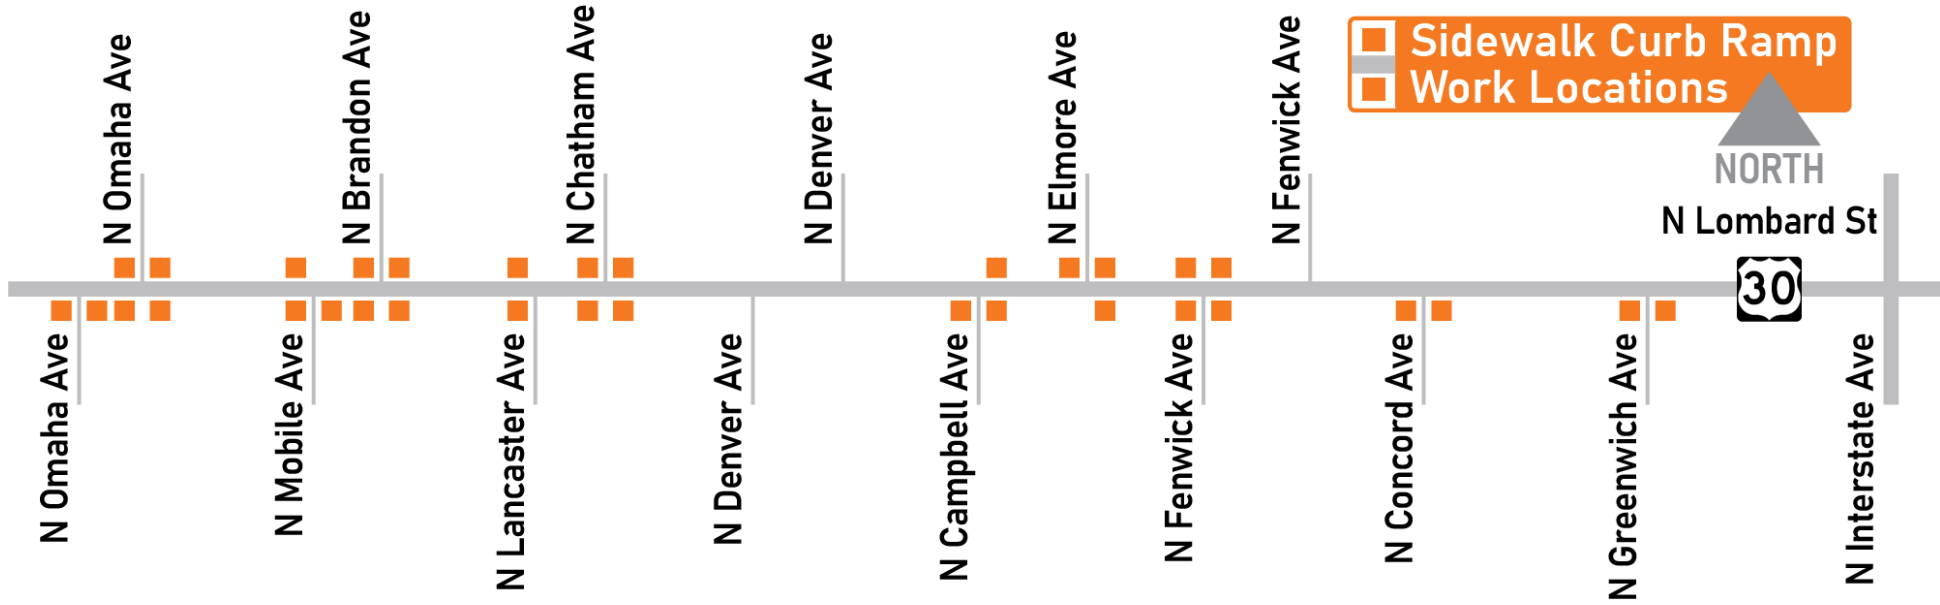 N Omaha Ave
N Brandon Ave
N Chatham Ave
N Denver Ave
N Elmore Ave
N Fenwick Ave
Sidewalk Curb Ramp
Work Locations
NORTH
N Lombard St
30
N Omaha Ave
N Mobile Ave
N Lancaster Ave
N Denver Ave
N Campbell Ave
N Fenwick Ave
N Concord Ave
N Greenwich Ave
N Interstate Ave